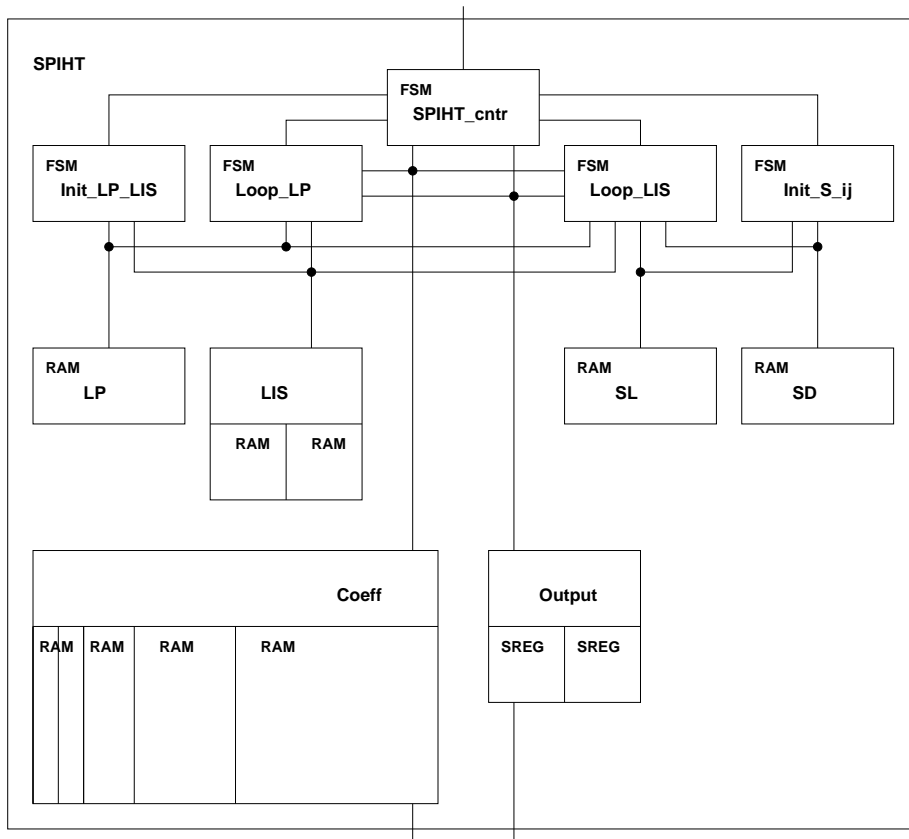 SPIHT
FSM
SPIHT_cntr
FSM
Init_LP_LIS
FSM
Loop_LP
FSM
Loop_LIS
FSM
Init_S_ij
RAM
LP
LIS
RAM RAM
RAM
SL
RAM
SD
Coeff
RAM RAM RAM RAM
Output
SREG SREG